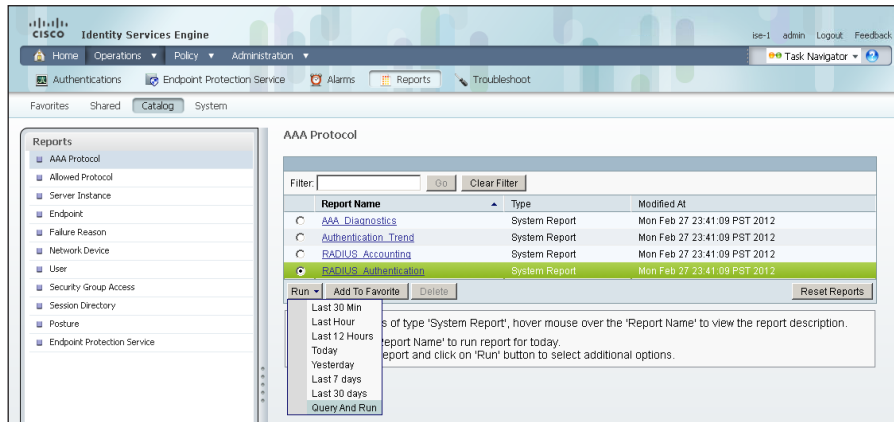 CISCO Identity Services Engine
ise-1 admin Logout Feedback
Home Operations ▼ Policy ▼ Administration ▼
Task Navigator ▼ ?
Authentications Endpoint Protection Service Alarms Reports Troubleshoot
Favorites Shared Catalog System
Reports
AAA Protocol
Allowed Protocol
Server Instance
Endpoint
Failure Reason
Network Device
User
Security Group Access
Session Directory
Posture
Endpoint Protection Service
AAA Protocol
Filter: Go Clear Filter
Report Name Type Modified At
AAA_Diagnostics System Report Mon Feb 27 23:41:09 PST 2012
Authentication_Trend System Report Mon Feb 27 23:41:09 PST 2012
RADIUS_Accounting System Report Mon Feb 27 23:41:09 PST 2012
RADIUS_Authentication System Report Mon Feb 27 23:41:09 PST 2012
Run Add To Favorite Delete Reset Reports
Last 30 Min
Last Hour
Last 12 Hours
Today
Yesterday
Last 7 days
Last 30 days
Query And Run
s of type 'System Report', hover mouse over the 'Report Name' to view the report description.
Report Name' to run report for today.
eport and click on 'Run' button to select additional options.